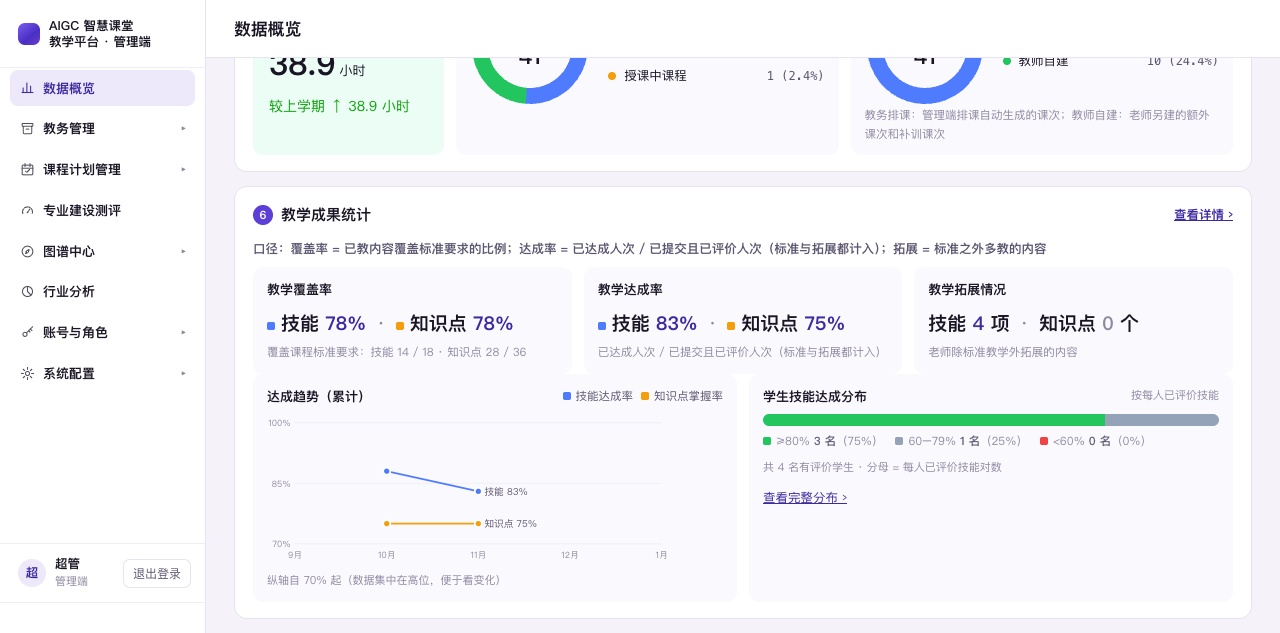 AIGC 智慧课堂
教学平台 · 管理端
数据概览
教务管理
课程计划管理
专业建设测评
图谱中心
行业分析
账号与角色
系统配置
超
超管
管理端
退出登录
数据概览
38.9 小时
较上学期 ↑ 38.9 小时
41
授课中课程 1 (2.4%)
41
教师自建 10 (24.4%)
教务排课：管理端排课自动生成的课次；教师自建：老师另建的额外
课次和补训课次
6 教学成果统计
查看详情 ›
口径：覆盖率 = 已教内容覆盖标准要求的比例；达成率 = 已达成人次 / 已提交且已评价人次（标准与拓展都计入）；拓展 = 标准之外多教的内容
教学覆盖率
技能 78% · 知识点 78%
覆盖课程标准要求：技能 14 / 18 · 知识点 28 / 36
教学达成率
技能 83% · 知识点 75%
已达成人次 / 已提交且已评价人次（标准与拓展都计入）
教学拓展情况
技能 4 项 · 知识点 0 个
老师除标准教学外拓展的内容
达成趋势（累计）
技能达成率 知识点掌握率
100%
85%
70%
技能 83%
知识点 75%
9月 10月 11月 12月 1月
纵轴自 70% 起（数据集中在高位，便于看变化）
学生技能达成分布
按每人已评价技能
≥80% 3 名（75%） 60—79% 1 名（25%） <60% 0 名（0%）
共 4 名有评价学生 · 分母 = 每人已评价技能对数
查看完整分布 ›